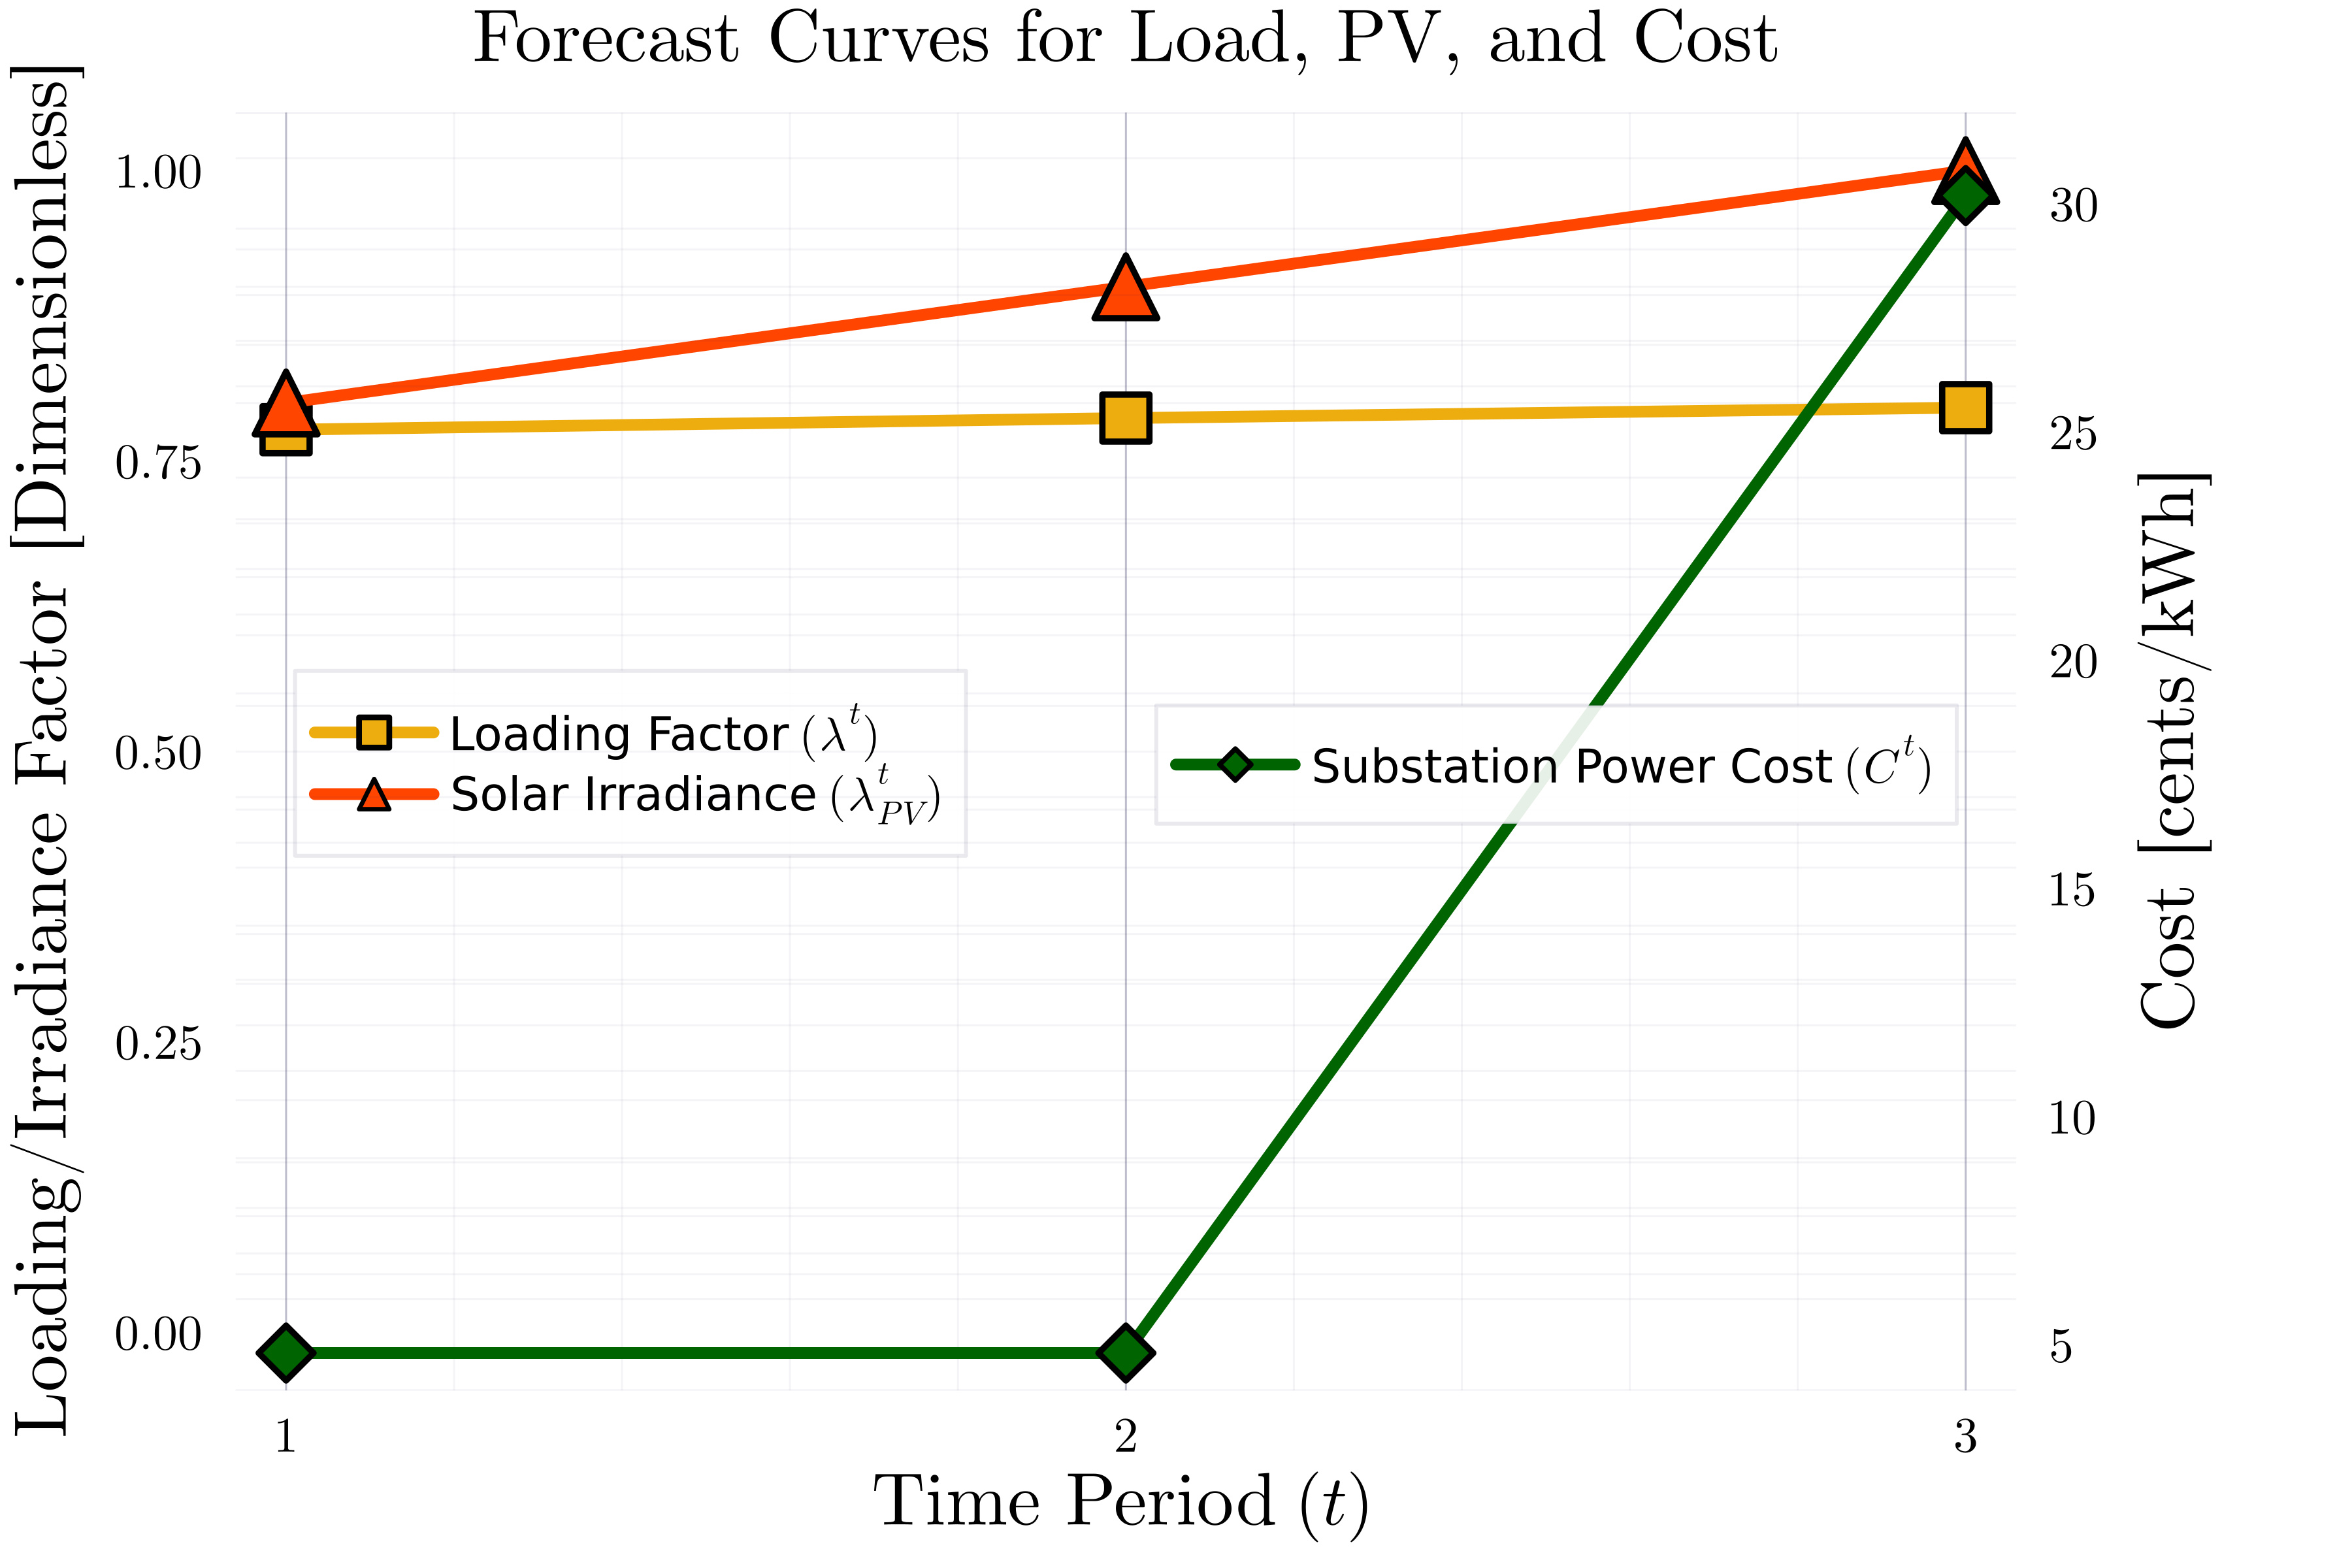 Forecast Curves for Load, PV, and Cost
Loading/Irradiance Factor [Dimensionless]
1.00
0.75
0.50
0.25
0.00
Loading Factor (λ^t)
Solar Irradiance (λ^t_PV)
Substation Power Cost (C^t)
30
25
20
15
10
5
Cost [cents/kWh]
1
2
3
Time Period (t)